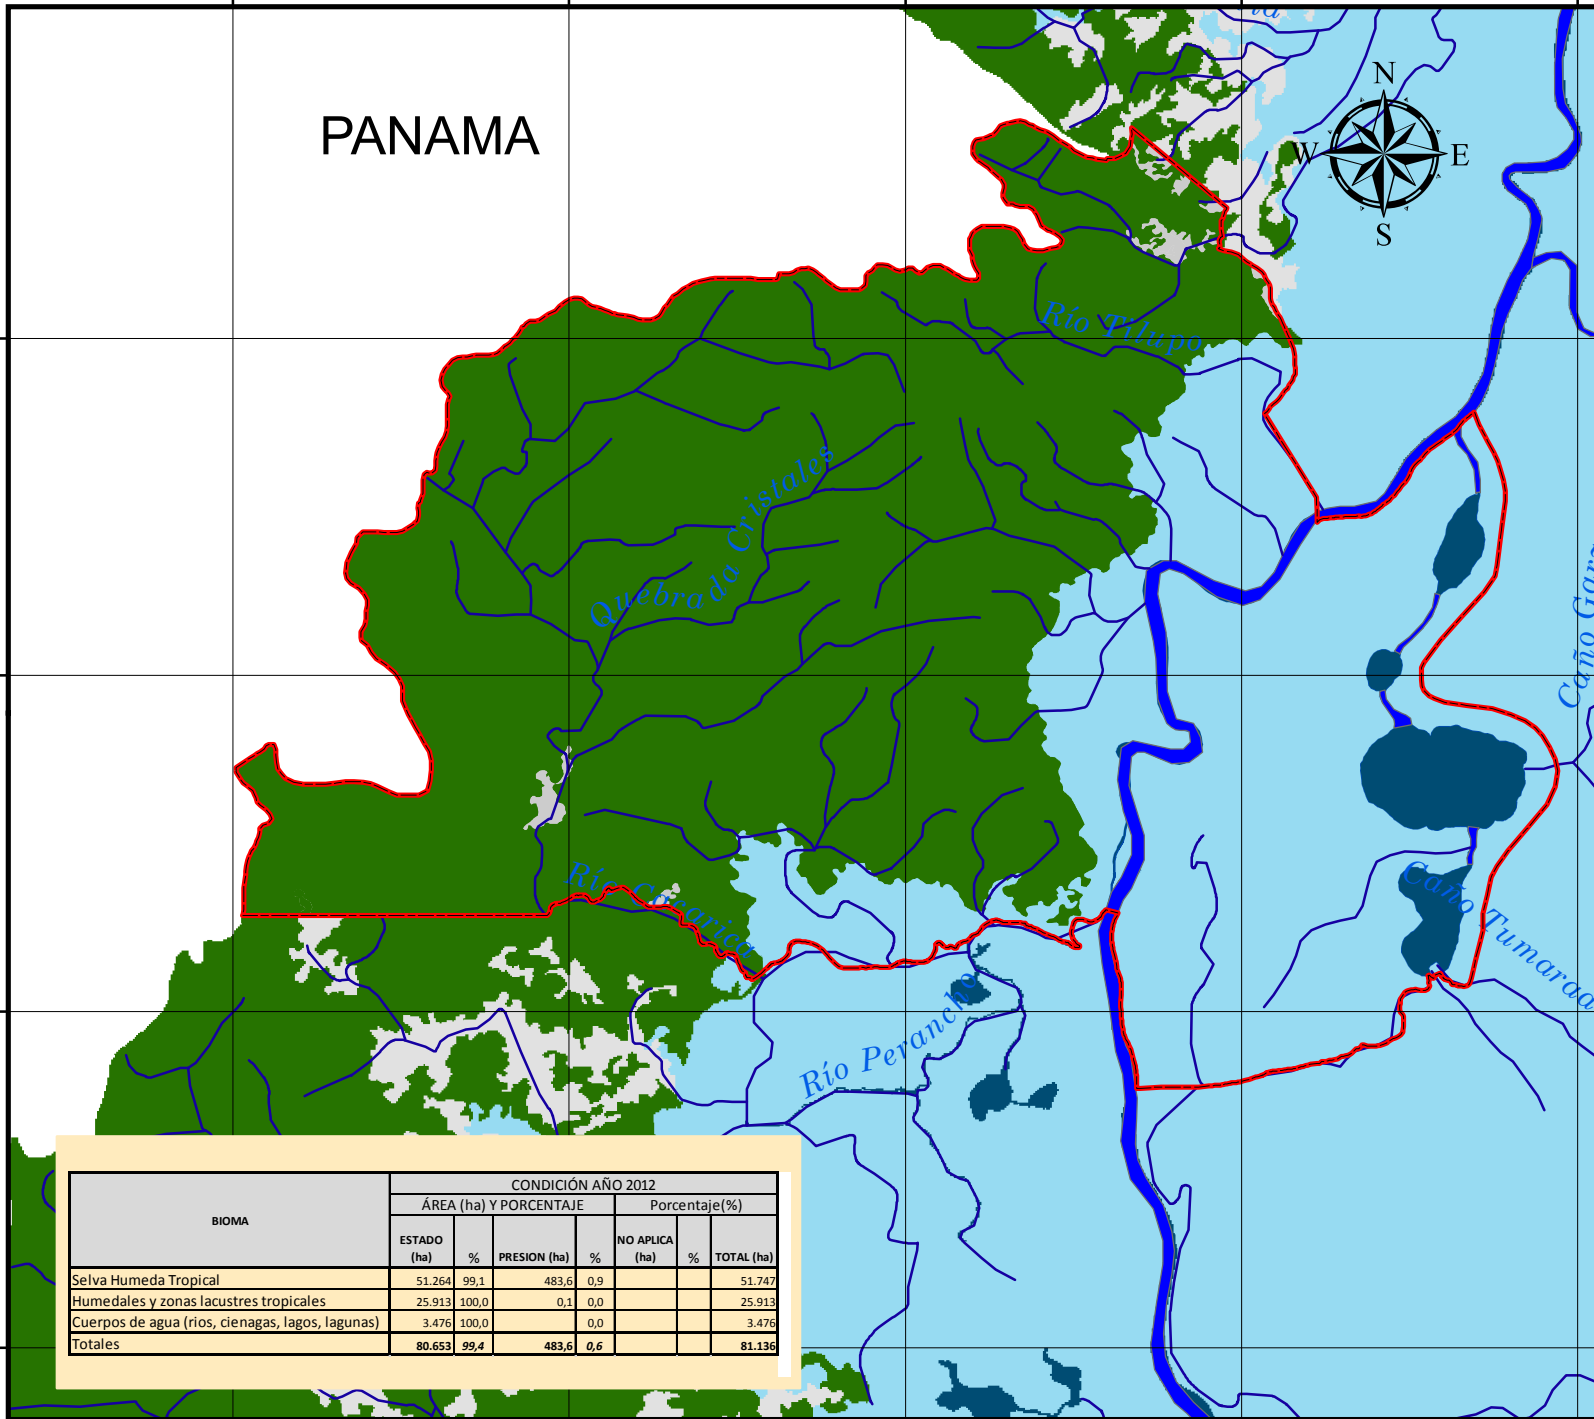 PANAMA
N
W E
S
Río Tilupo
Quebrada Cristales
Río Cacarica
Río Perancho
Caño Tumarad
BIOMA
CONDICIÓN AÑO 2012
ÁREA (ha) Y PORCENTAJE Porcentaje(%)
ESTADO (ha) % PRESION (ha) % NO APLICA (ha) % TOTAL (ha)
Selva Humeda Tropical 51.264 99,1 483,6 0,9 51.747
Humedales y zonas lacustres tropicales 25.913 100,0 0,1 0,0 25.913
Cuerpos de agua (rios, cienagas, lagos, lagunas) 3.476 100,0 0,0 3.476
Totales 80.653 99,4 483,6 0,6 81.136